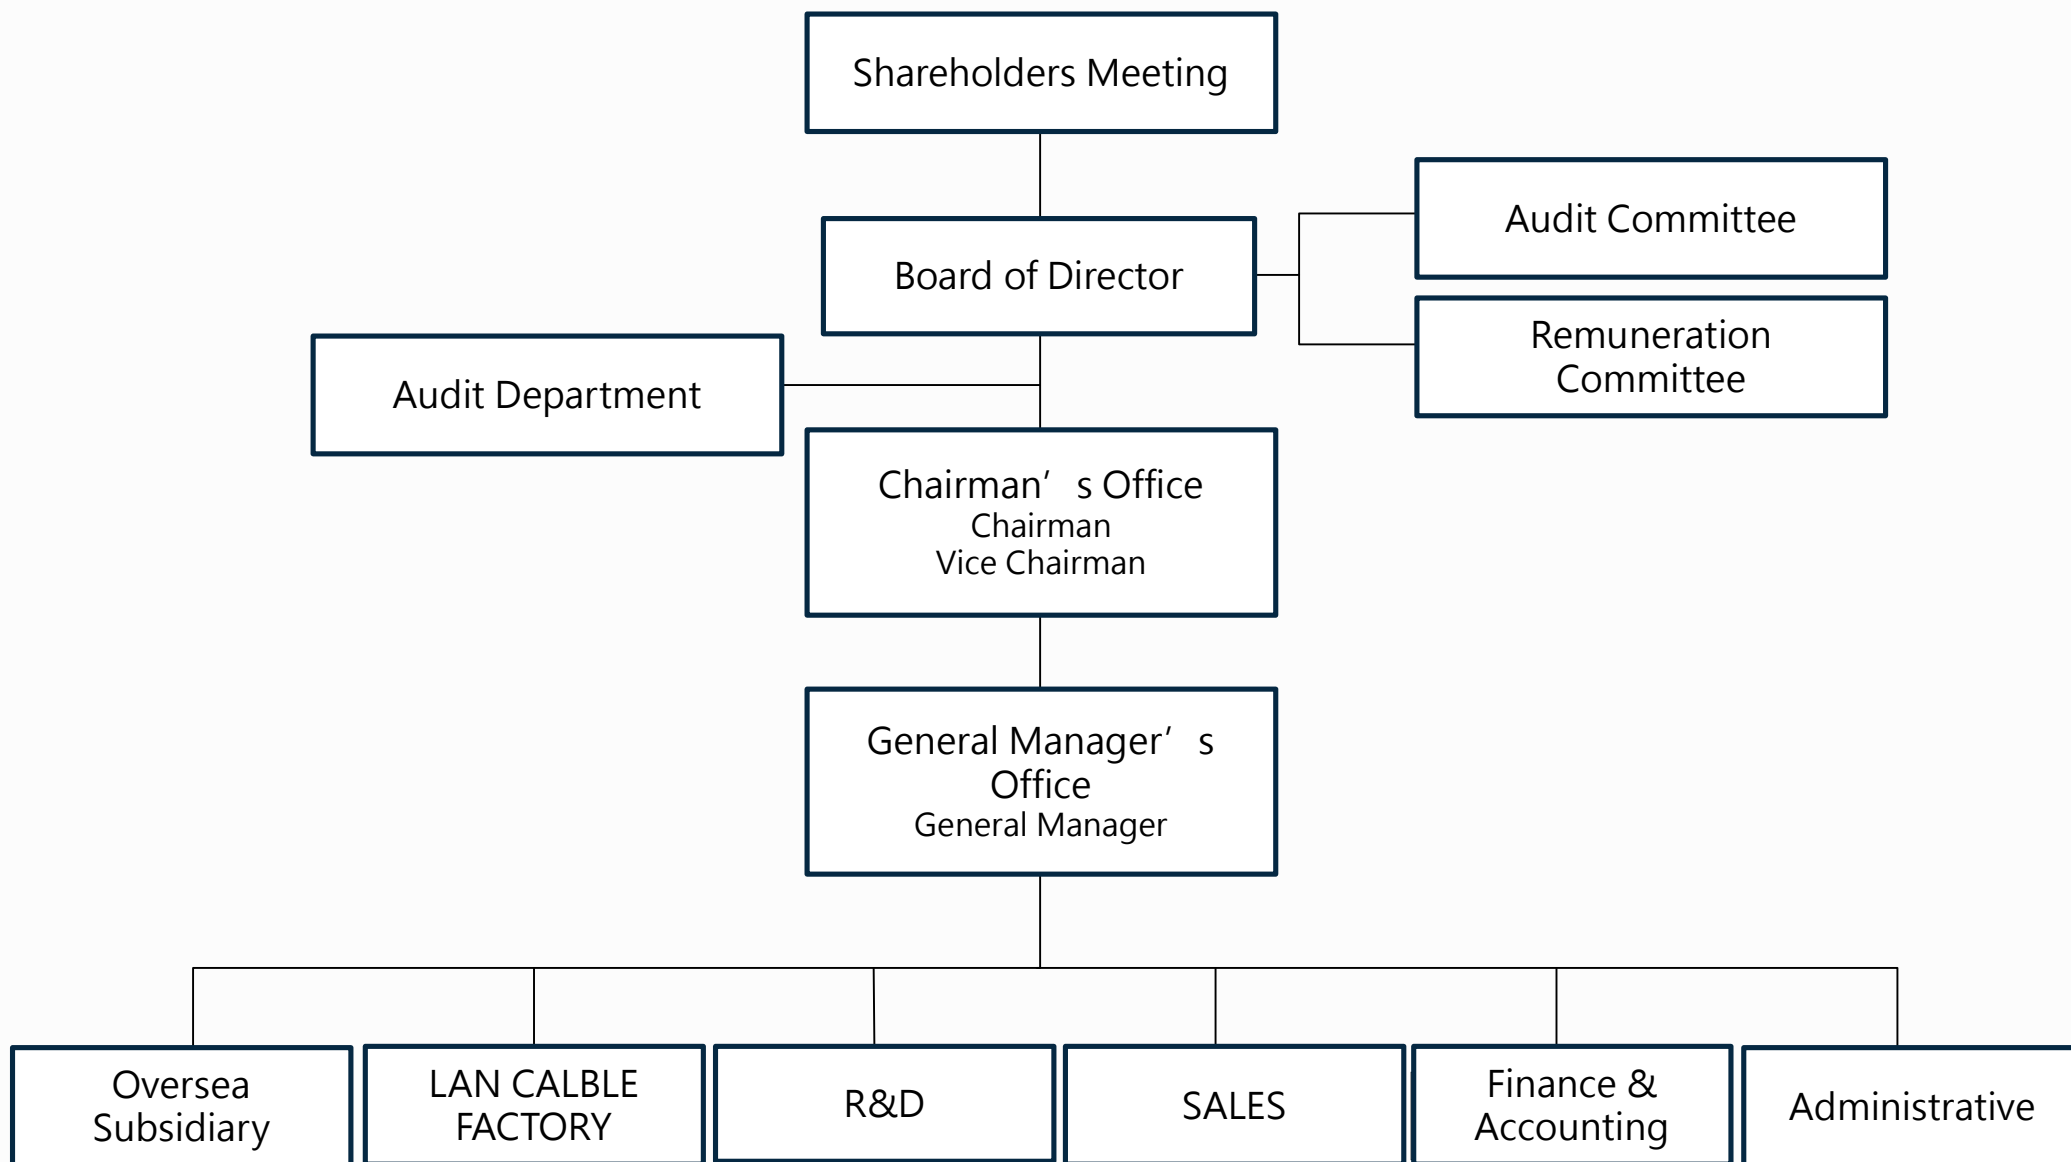 Shareholders Meeting
Audit Committee
Board of Director
Remuneration
Committee
Audit Department
Chairman’s Office
Chairman
Vice Chairman
General Manager’s
Office
General Manager
Oversea
Subsidiary
LAN CALBLE
FACTORY
R&D
SALES
Finance &
Accounting
Administrative